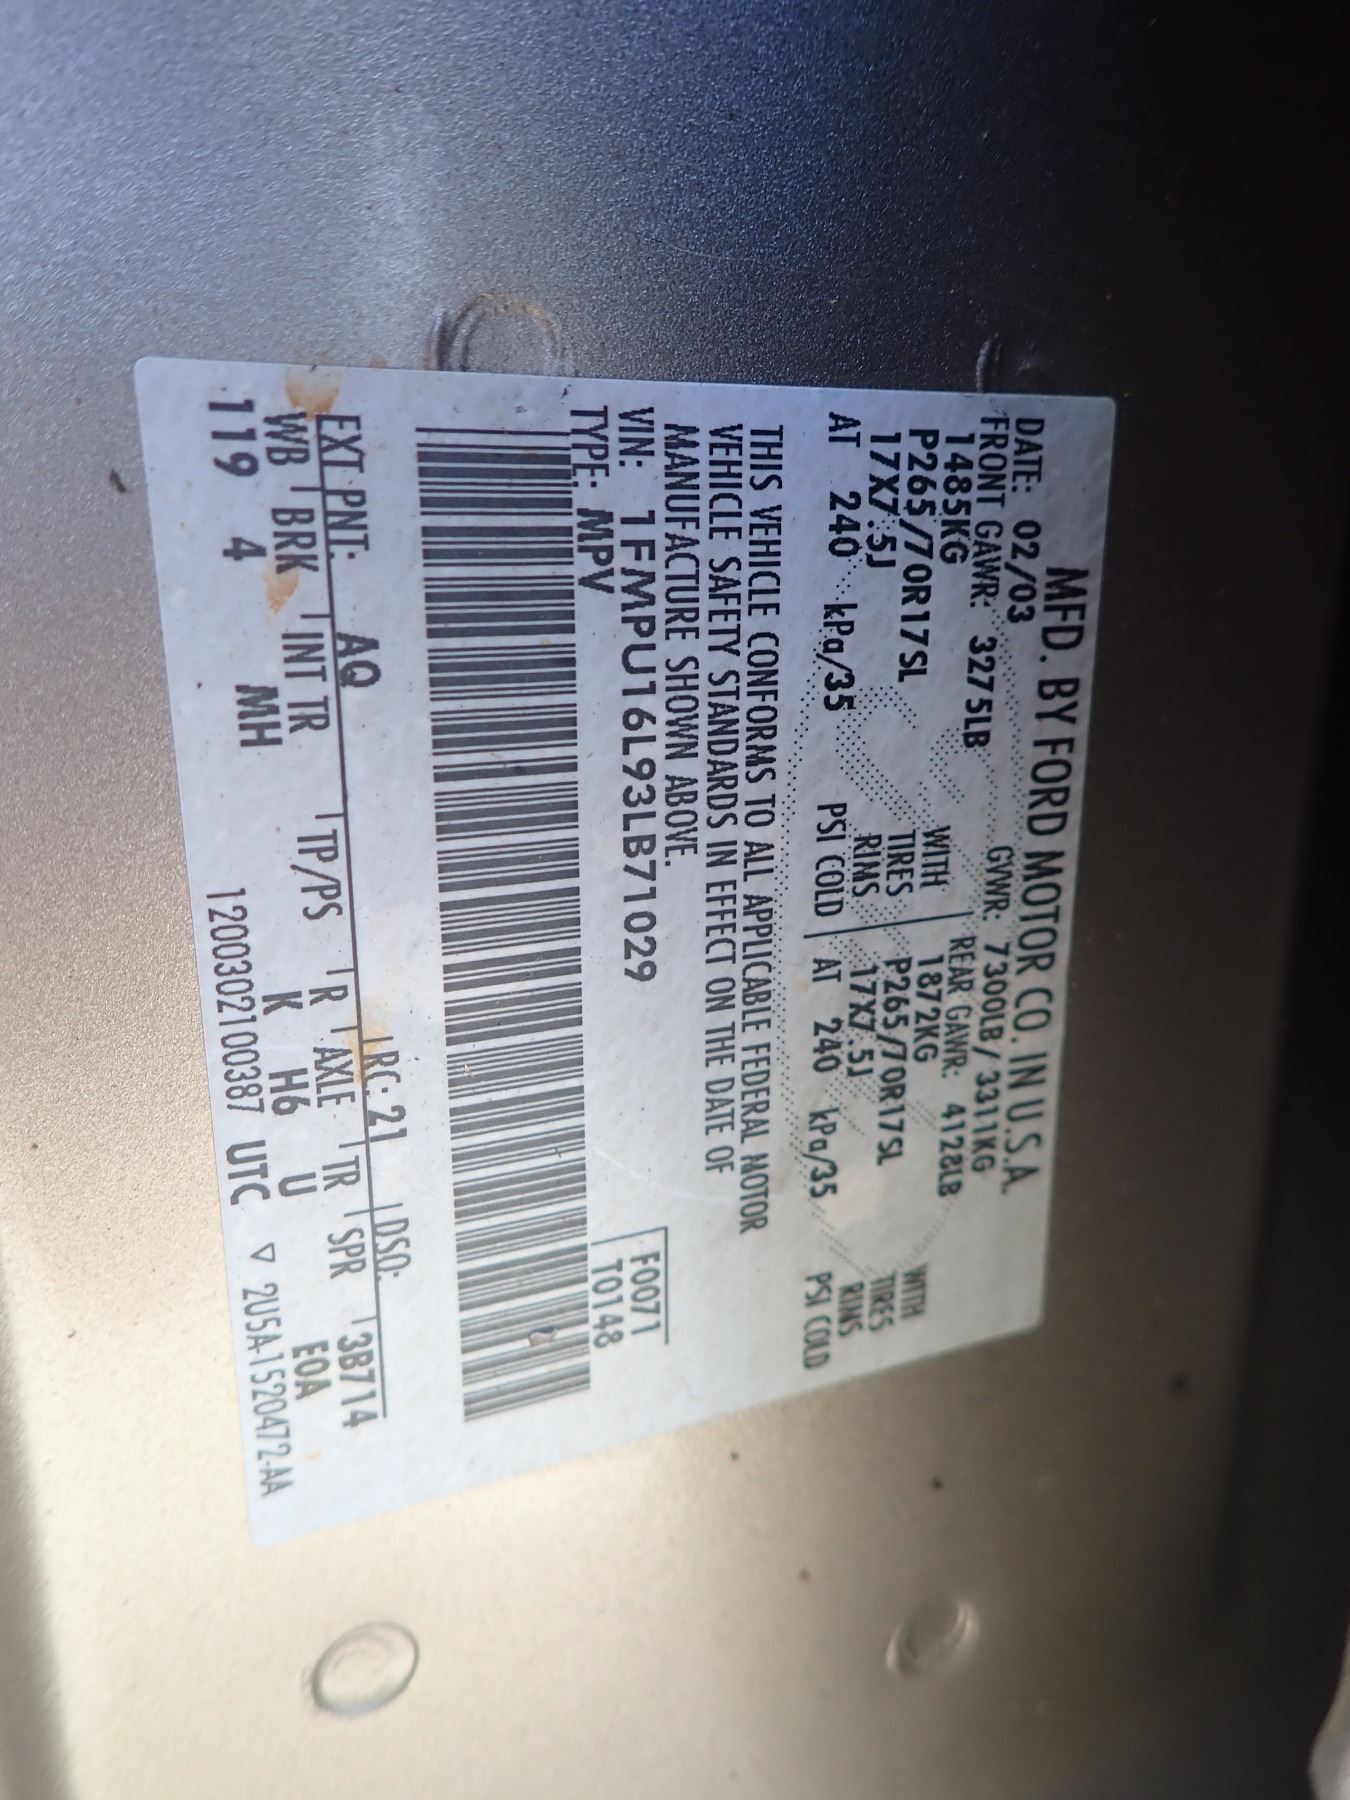 MFD. BY FORD MOTOR CO. IN U.S.A.
DATE: 02/03 GVWR: 7300LB/ 3311KG
FRONT GAWR: 3275LB REAR GAWR: 4128LB
1485KG WITH 1872KG WITH
P265/70R17SL TIRES P265/70R17SL TIRES
17X7.5J RIMS 17X7.5J RIMS
AT 240 kPa/35 PSI COLD AT 240 kPa/35 PSI COLD
THIS VEHICLE CONFORMS TO ALL APPLICABLE FEDERAL MOTOR
VEHICLE SAFETY STANDARDS IN EFFECT ON THE DATE OF
MANUFACTURE SHOWN ABOVE.
VIN: 1FMPU16L93LB71029 F0071
TYPE: MPV T0148
EXT PNT: AQ RC: 21 DSO:
WB BRK INT TR TP/PS R AXLE TR SPR 3B714
119 4 MH K H6 U E0A
1200302100387 UTC ▽ 2U5A-1520472-AA